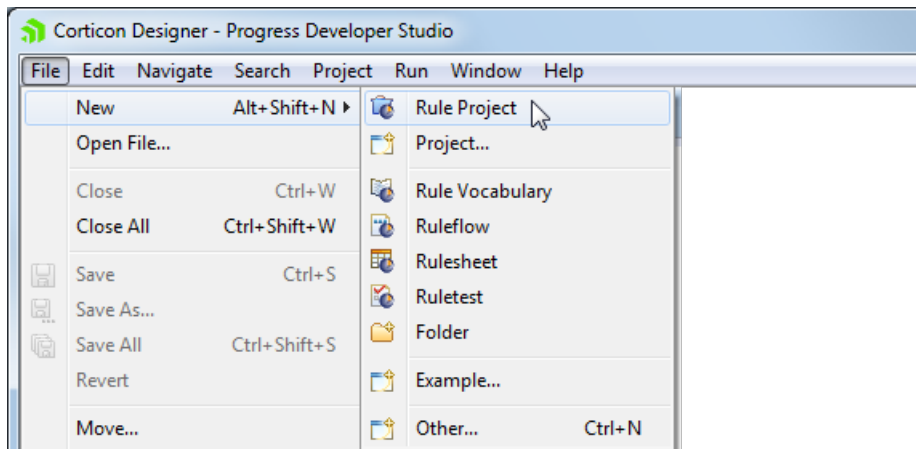 Corticon Designer - Progress Developer Studio
File Edit Navigate Search Project Run Window Help
New Alt+Shift+N
Open File...
Close Ctrl+W
Close All Ctrl+Shift+W
Save Ctrl+S
Save As...
Save All Ctrl+Shift+S
Revert
Move...
Rule Project
Project...
Rule Vocabulary
Ruleflow
Rulesheet
Ruletest
Folder
Example...
Other... Ctrl+N